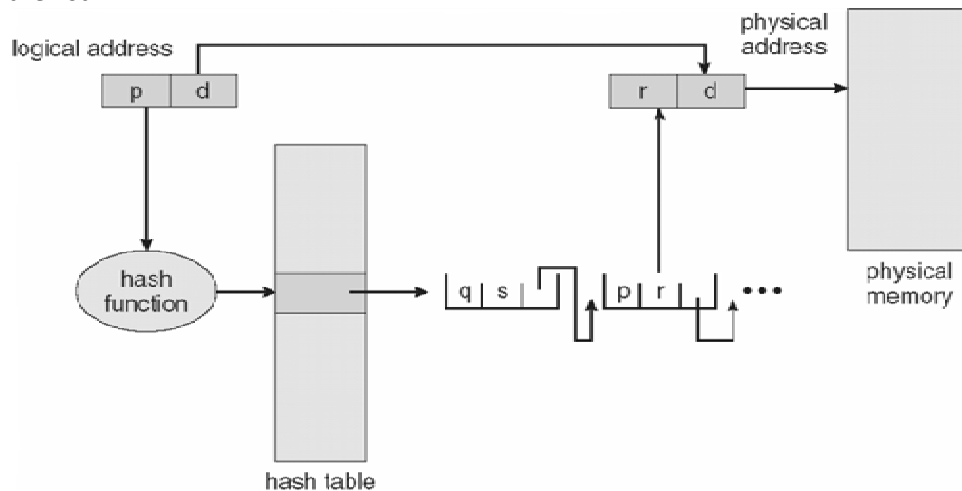 logical address
physical
address
p d
r d
hash
function
q s
p r
•••
physical
memory
hash table